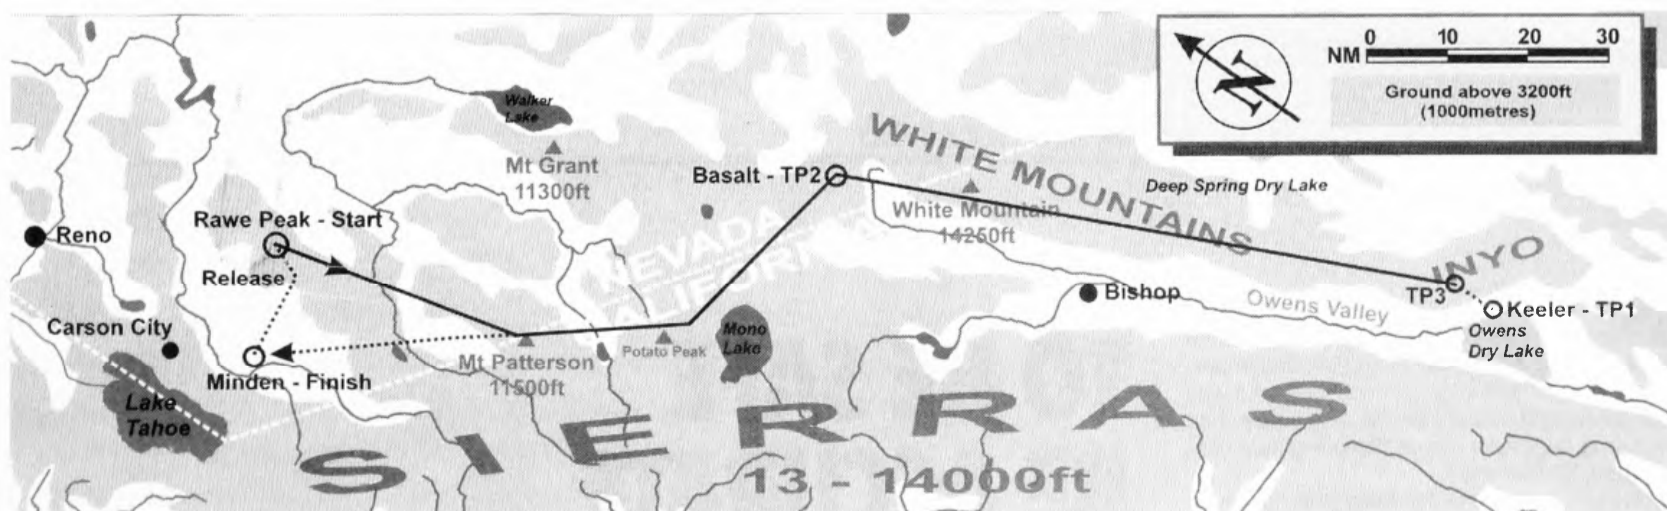 0 10 20 30
NM
Ground above 3200ft
(1000metres)
N
Walker
Lake
Mt Grant
11300ft
WHITE MOUNTAINS
Basalt - TP2
Deep Spring Dry Lake
White Mountain
14250ft
Rawe Peak - Start
Reno
Release
NEVADA
CALIFORNIA
INYO
TP3
Keeler - TP1
Owens
Dry Lake
Bishop
Owens Valley
Carson City
Minden - Finish
Mt Patterson
11500ft
Potato Peak
Mono
Lake
Lake
Tahoe
SIERRAS
13 - 14000ft